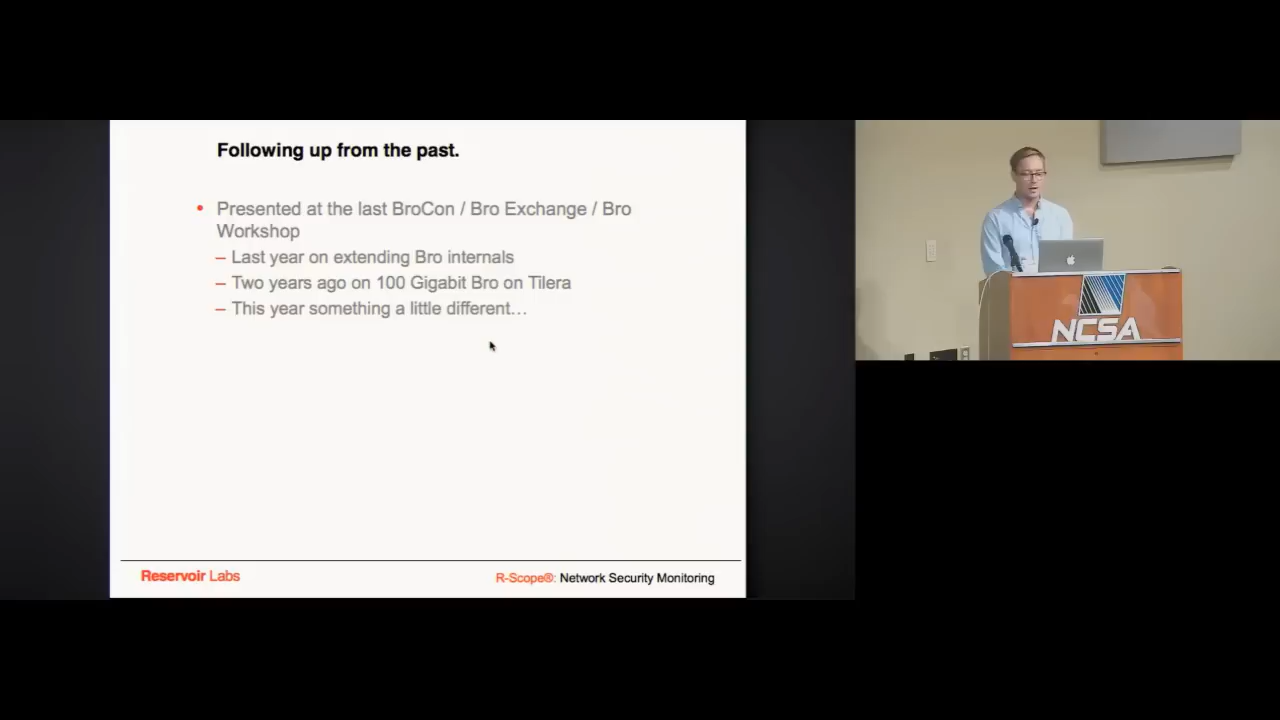 Following up from the past.
• Presented at the last BroCon / Bro Exchange / Bro
Workshop
– Last year on extending Bro internals
– Two years ago on 100 Gigabit Bro on Tilera
– This year something a little different…
Reservoir Labs
R-Scope®: Network Security Monitoring
NCSA